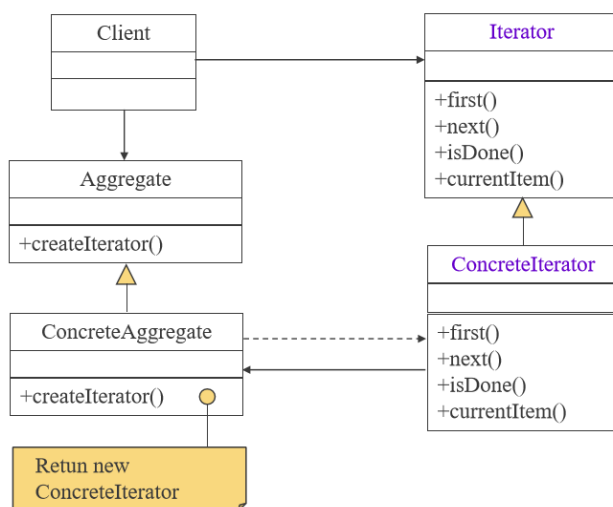 Client
Iterator
+first()
+next()
+isDone()
+currentItem()
Aggregate
+createIterator()
ConcreteIterator
+first()
+next()
+isDone()
+currentItem()
ConcreteAggregate
+createIterator()
Retun new
ConcreteIterator